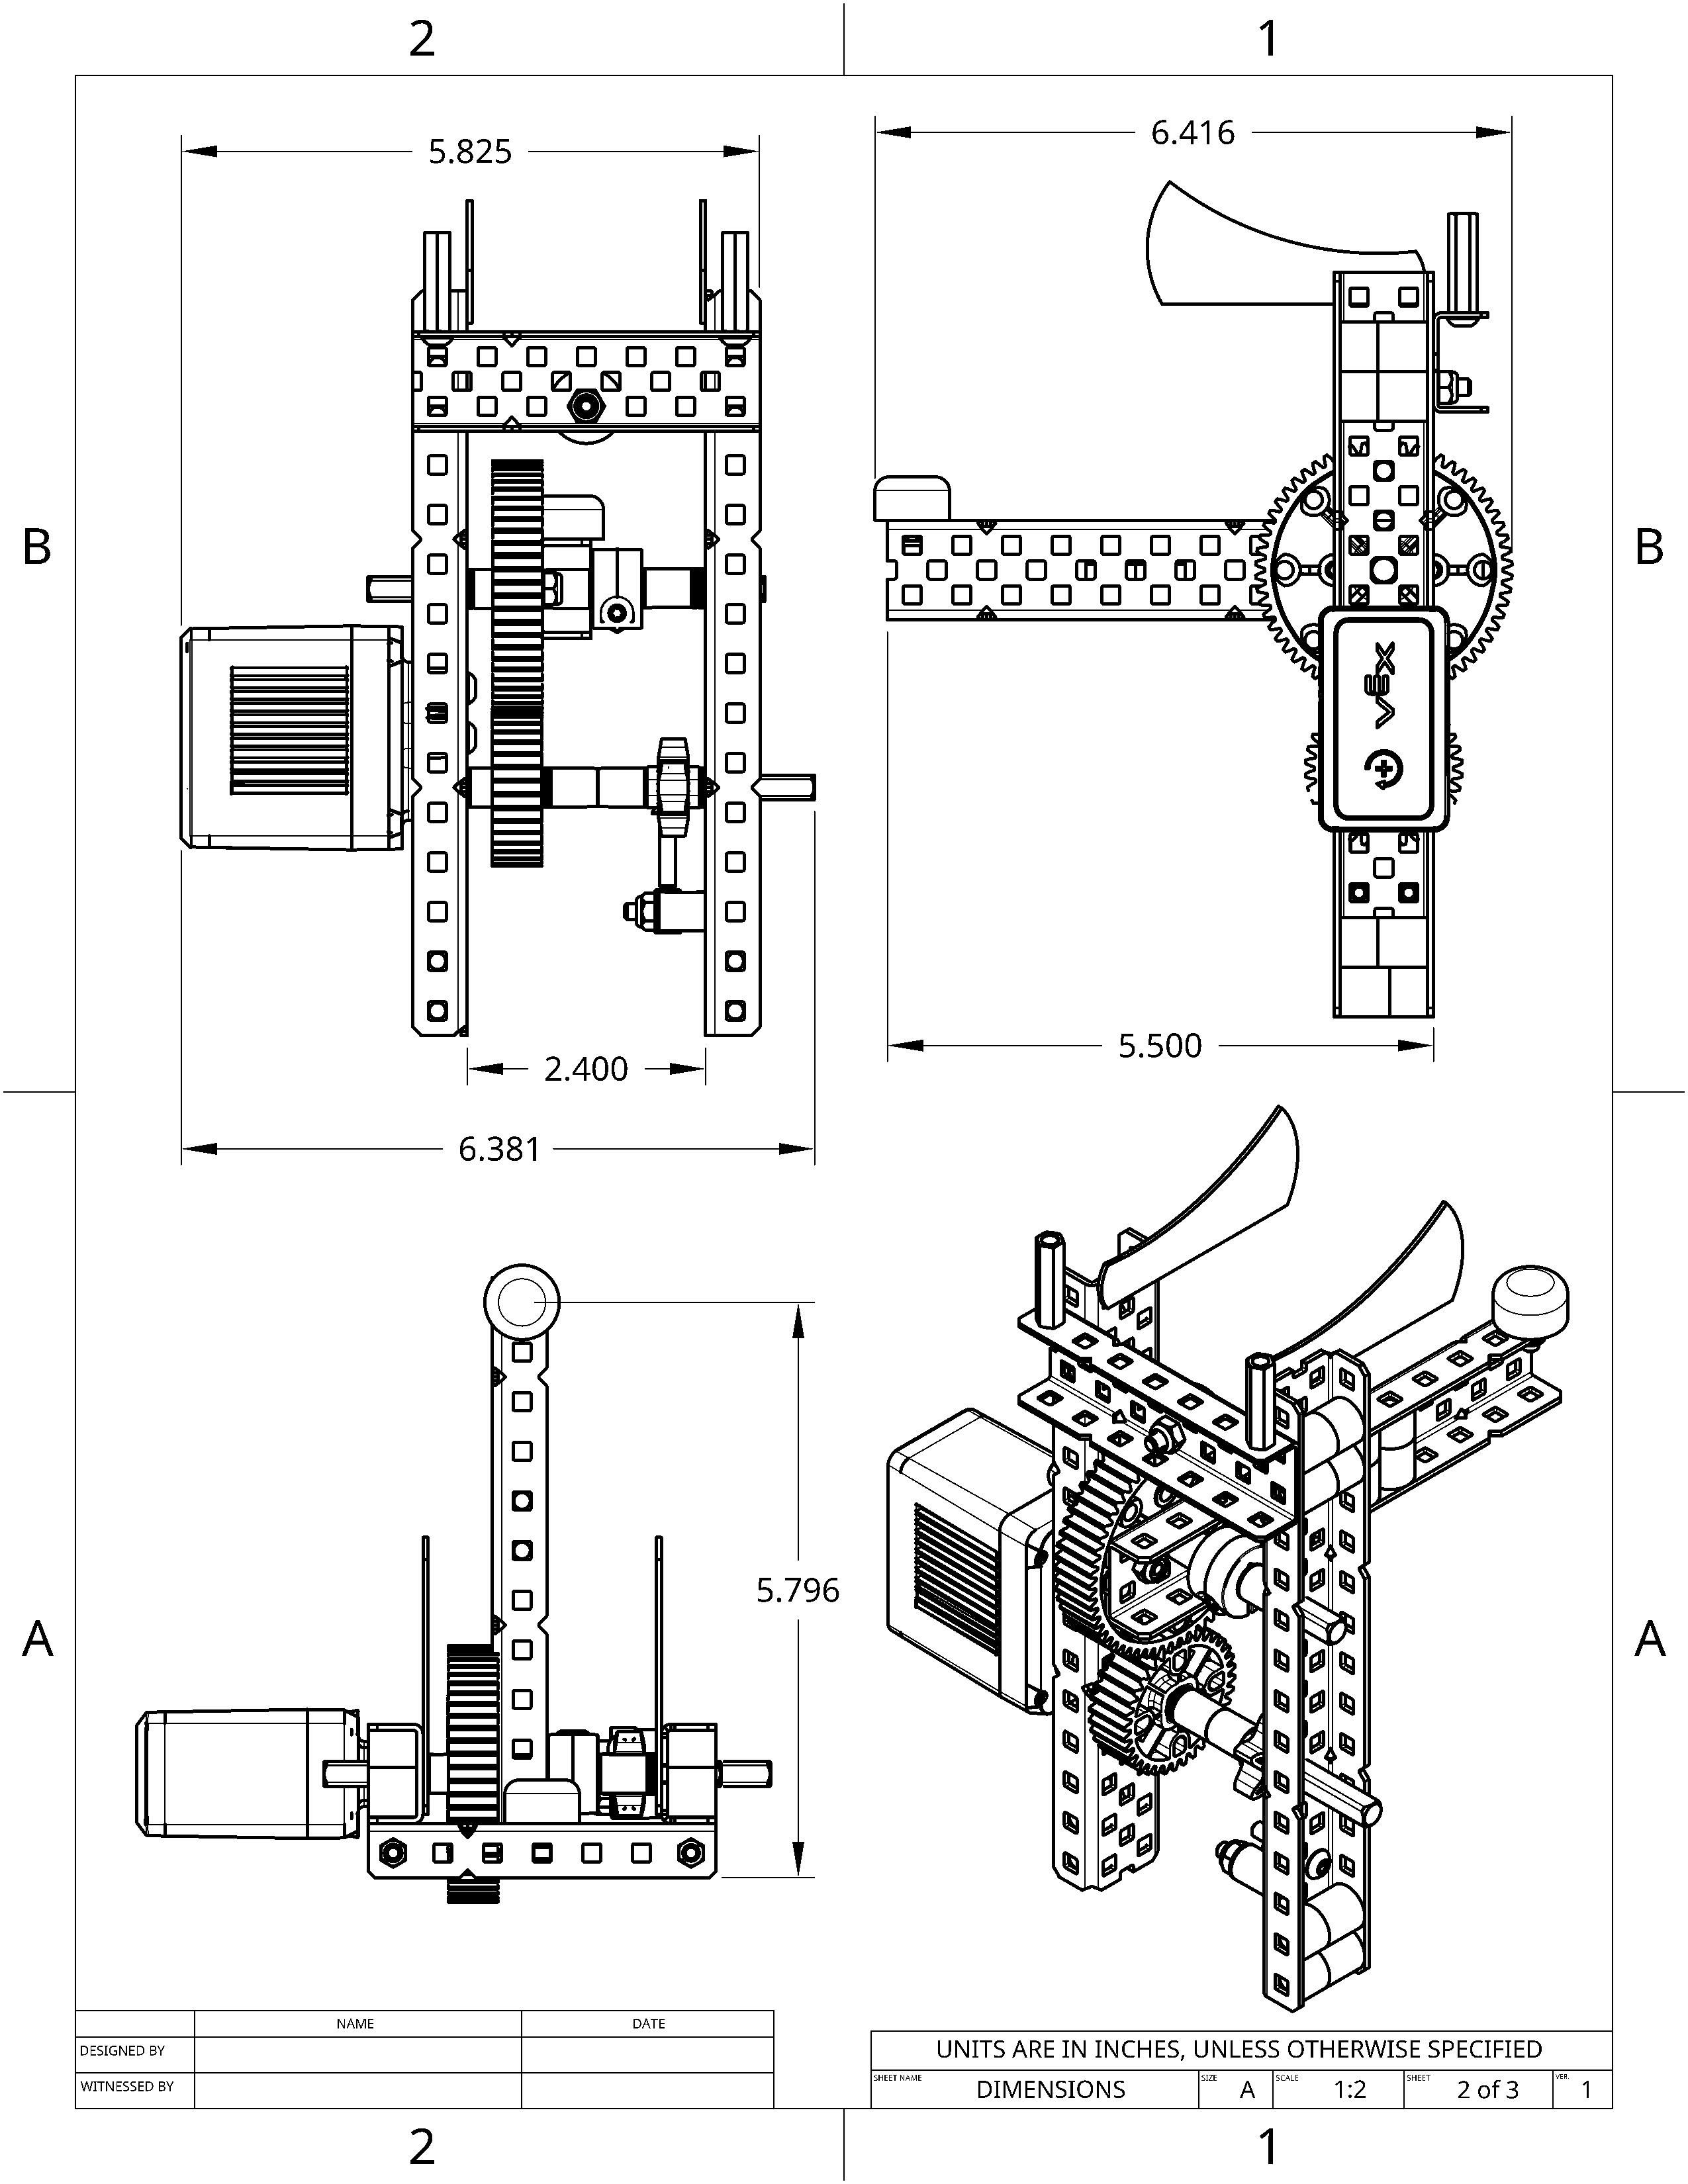 2
1
5.825
6.416
B
B
VEX
+
2.400
5.500
6.381
5.796
A
A
NAME
DATE
DESIGNED BY
WITNESSED BY
UNITS ARE IN INCHES, UNLESS OTHERWISE SPECIFIED
SHEET NAME
DIMENSIONS
SIZE
A
SCALE
1:2
SHEET
2 of 3
VER.
1
2
1